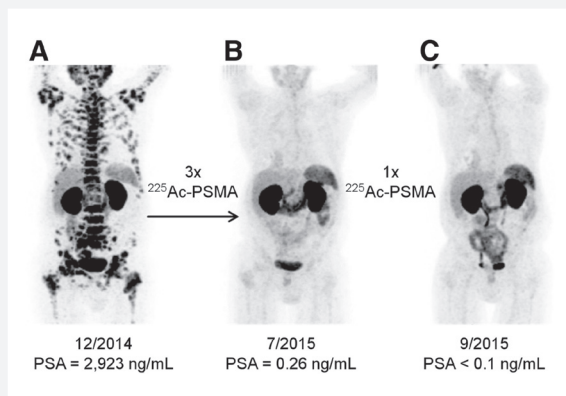 A
B
C
3x
²²⁵Ac-PSMA
1x
²²⁵Ac-PSMA
12/2014
PSA = 2,923 ng/mL
7/2015
PSA = 0.26 ng/mL
9/2015
PSA < 0.1 ng/mL